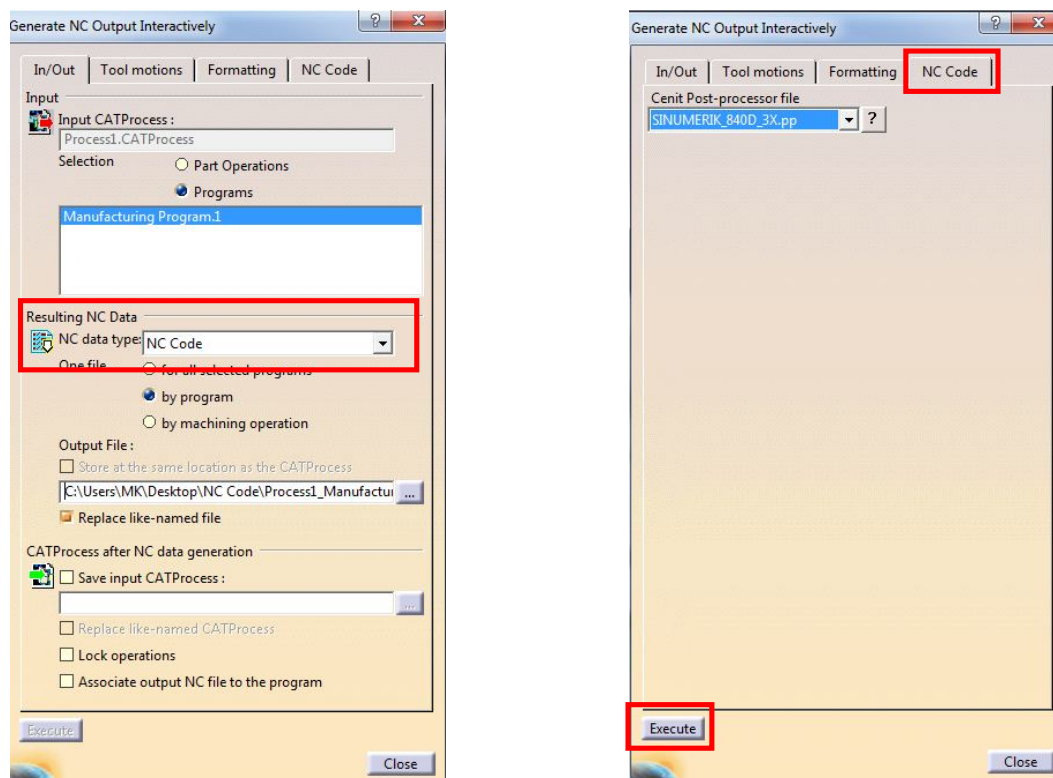 Generate NC Output Interactively
?
x
In/Out
Tool motions
Formatting
NC Code
Input
Input CATProcess :
Process1.CATProcess
Selection
Part Operations
Programs
Manufacturing Program.1
Resulting NC Data
NC data type:
NC Code
One file
for all selected programs
by program
by machining operation
Output File :
Store at the same location as the CATProcess
C:\Users\MK\Desktop\NC Code\Process1_Manufactu
...
Replace like-named file
CATProcess after NC data generation
Save input CATProcess :
...
Replace like-named CATProcess
Lock operations
Associate output NC file to the program
Execute
Close
Generate NC Output Interactively
?
x
In/Out
Tool motions
Formatting
NC Code
Cenit Post-processor file
SINUMERIK_840D_3X.pp
?
Execute
Close